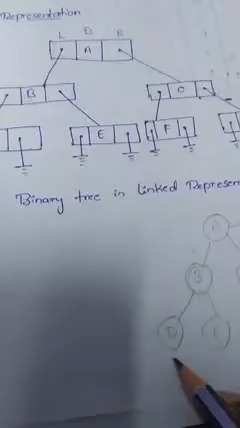 Representation
L D R
A
B C
E F
Binary tree in linked Represen
A
B
D E